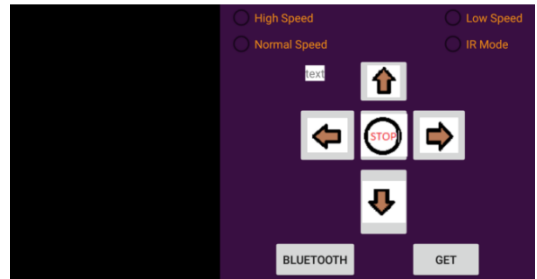 High Speed
Low Speed
Normal Speed
IR Mode
text
STOP
BLUETOOTH
GET